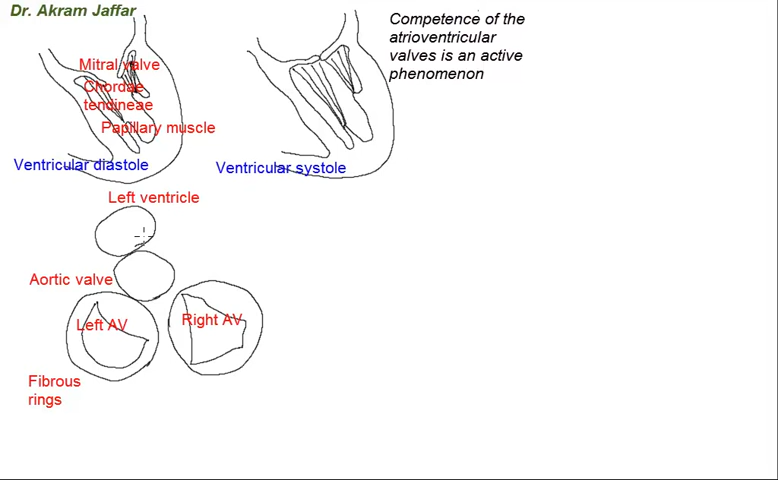 Dr. Akram Jaffar
Competence of the
atrioventricular
valves is an active
phenomenon
Mitral valve
Chordae
tendineae
Papillary muscle
Ventricular diastole
Ventricular systole
Left ventricle
Aortic valve
Left AV
Right AV
Fibrous
rings